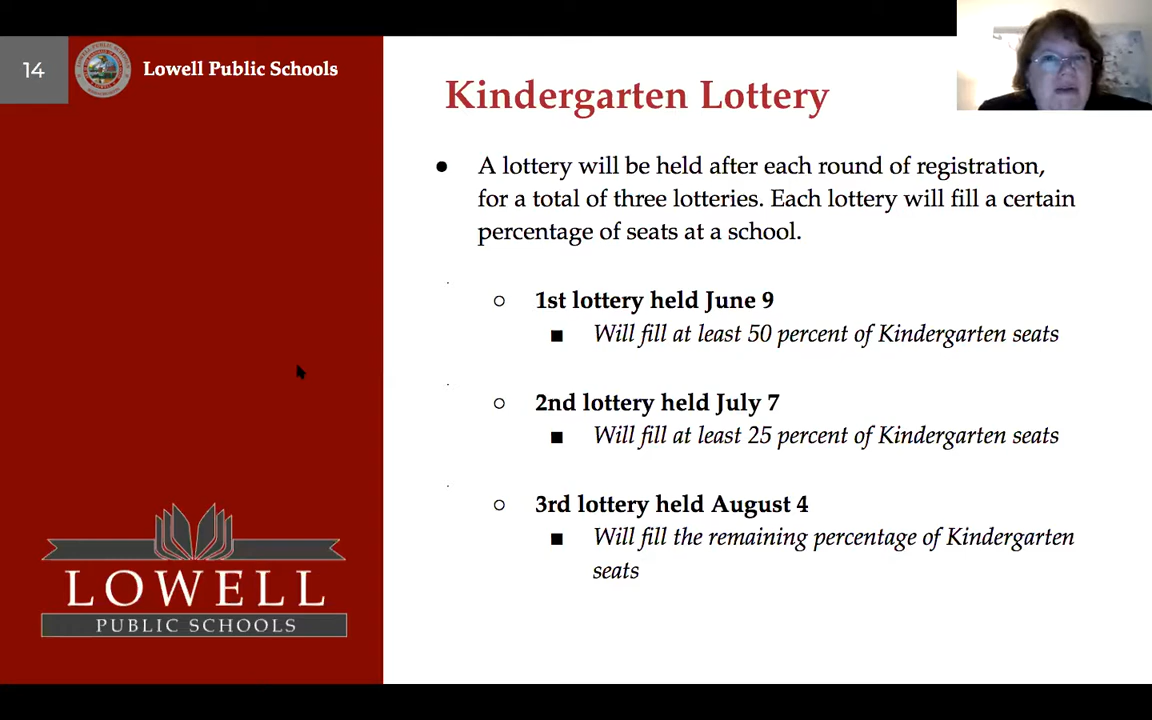 14
Lowell Public Schools
Kindergarten Lottery
● A lottery will be held after each round of registration,
for a total of three lotteries. Each lottery will fill a certain
percentage of seats at a school.
○ 1st lottery held June 9
■ Will fill at least 50 percent of Kindergarten seats
○ 2nd lottery held July 7
■ Will fill at least 25 percent of Kindergarten seats
○ 3rd lottery held August 4
■ Will fill the remaining percentage of Kindergarten
seats
LOWELL
PUBLIC SCHOOLS